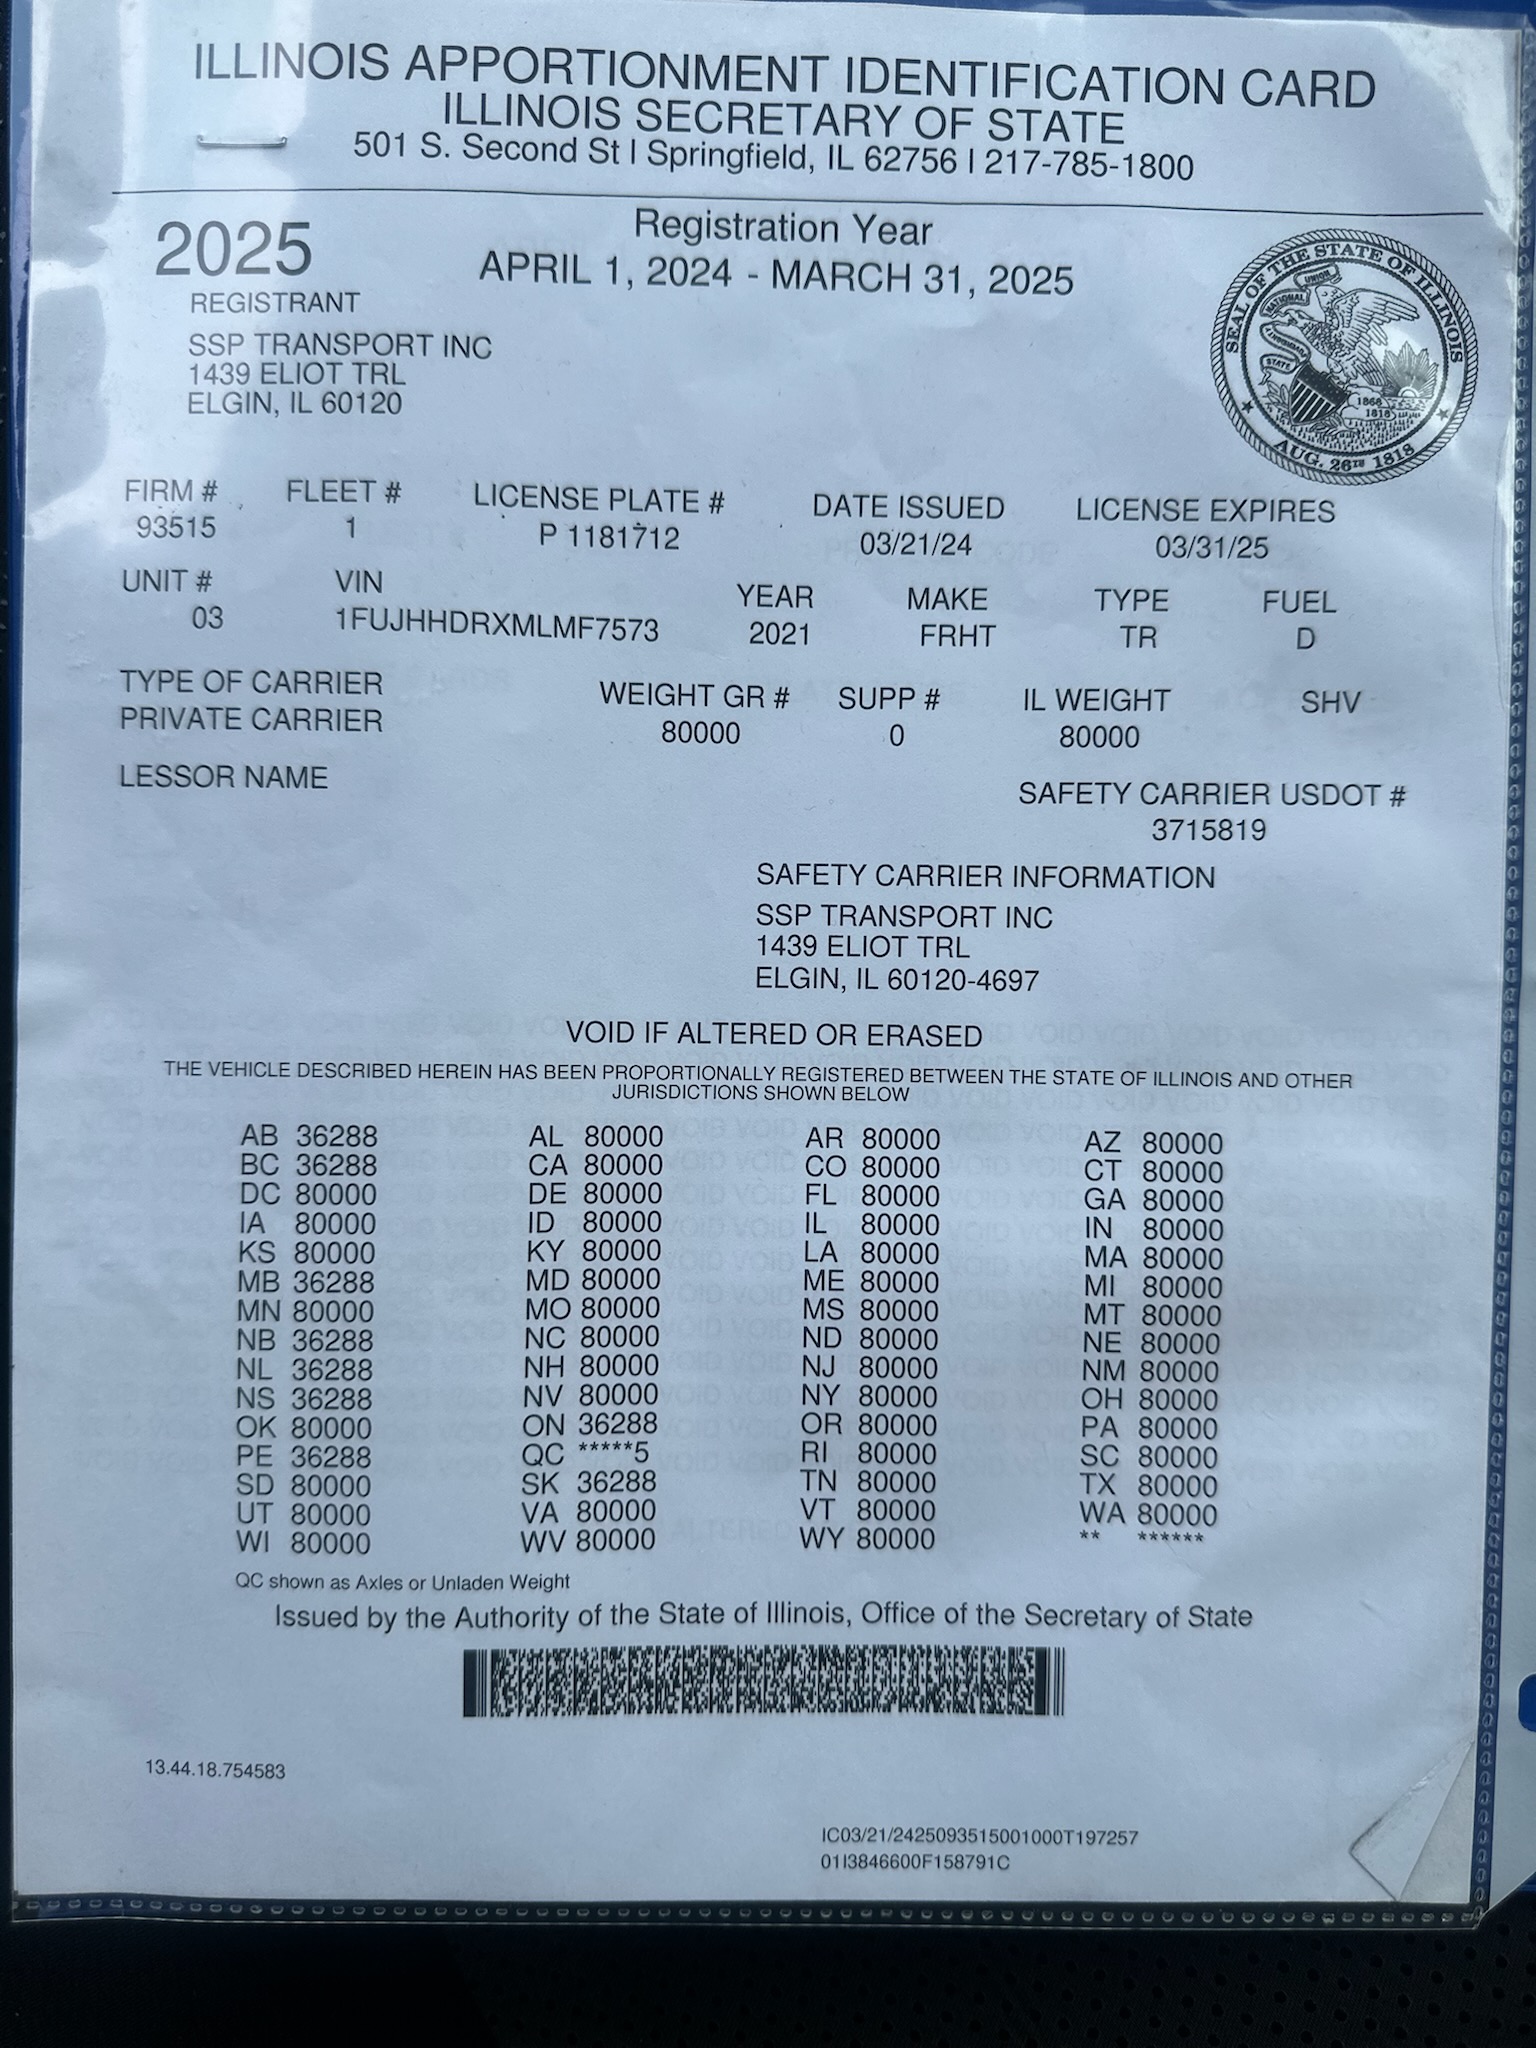 ILLINOIS APPORTIONMENT IDENTIFICATION CARD
ILLINOIS SECRETARY OF STATE
501 S. Second St | Springfield, IL 62756 | 217-785-1800
2025
Registration Year
APRIL 1, 2024 - MARCH 31, 2025
REGISTRANT
SSP TRANSPORT INC
1439 ELIOT TRL
ELGIN, IL 60120
SEAL OF THE STATE OF ILLINOIS
NATIONAL UNION
STATE
1868
1818
AUG. 26TH 1818
FIRM # FLEET # LICENSE PLATE # DATE ISSUED LICENSE EXPIRES
93515 1 P 1181712 03/21/24 03/31/25
UNIT # VIN YEAR MAKE TYPE FUEL
03 1FUJHHDRXMLMF7573 2021 FRHT TR D
TYPE OF CARRIER WEIGHT GR # SUPP # IL WEIGHT SHV
PRIVATE CARRIER 80000 0 80000
LESSOR NAME SAFETY CARRIER USDOT #
3715819
SAFETY CARRIER INFORMATION
SSP TRANSPORT INC
1439 ELIOT TRL
ELGIN, IL 60120-4697
VOID IF ALTERED OR ERASED
THE VEHICLE DESCRIBED HEREIN HAS BEEN PROPORTIONALLY REGISTERED BETWEEN THE STATE OF ILLINOIS AND OTHER
JURISDICTIONS SHOWN BELOW
AB 36288 AL 80000 AR 80000 AZ 80000
BC 36288 CA 80000 CO 80000 CT 80000
DC 80000 DE 80000 FL 80000 GA 80000
IA 80000 ID 80000 IL 80000 IN 80000
KS 80000 KY 80000 LA 80000 MA 80000
MB 36288 MD 80000 ME 80000 MI 80000
MN 80000 MO 80000 MS 80000 MT 80000
NB 36288 NC 80000 ND 80000 NE 80000
NL 36288 NH 80000 NJ 80000 NM 80000
NS 36288 NV 80000 NY 80000 OH 80000
OK 80000 ON 36288 OR 80000 PA 80000
PE 36288 QC *****5 RI 80000 SC 80000
SD 80000 SK 36288 TN 80000 TX 80000
UT 80000 VA 80000 VT 80000 WA 80000
WI 80000 WV 80000 WY 80000 ** ******
QC shown as Axles or Unladen Weight
Issued by the Authority of the State of Illinois, Office of the Secretary of State
13.44.18.754583
IC03/21/2425093515001000T197257
01I3846600F158791C